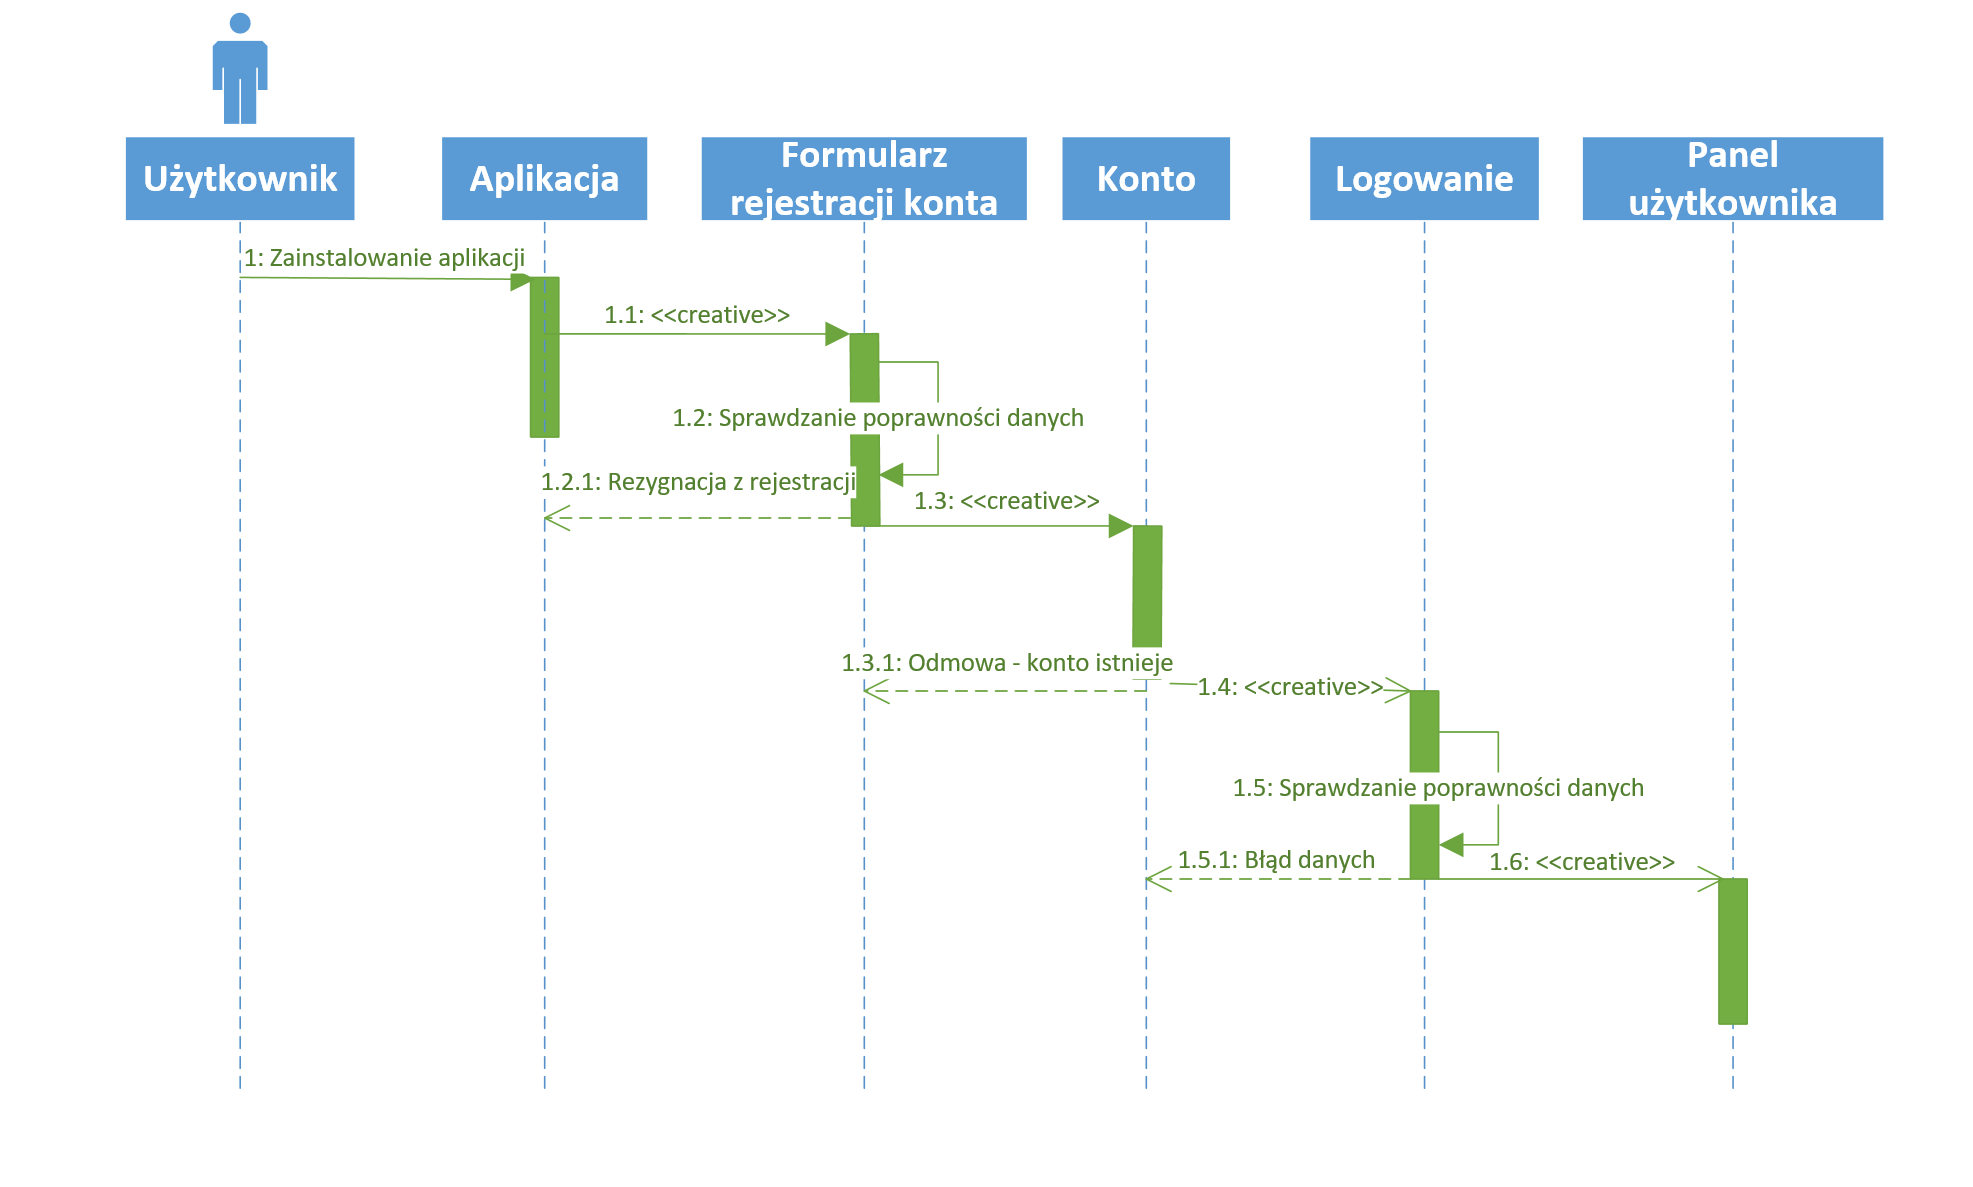 Użytkownik
Aplikacja
Formularz
rejestracji konta
Konto
Logowanie
Panel
użytkownika
1: Zainstalowanie aplikacji
1.1: <<creative>>
1.2: Sprawdzanie poprawności danych
1.2.1: Rezygnacja z rejestracji
1.3: <<creative>>
1.3.1: Odmowa - konto istnieje
1.4: <<creative>>
1.5: Sprawdzanie poprawności danych
1.5.1: Błąd danych
1.6: <<creative>>